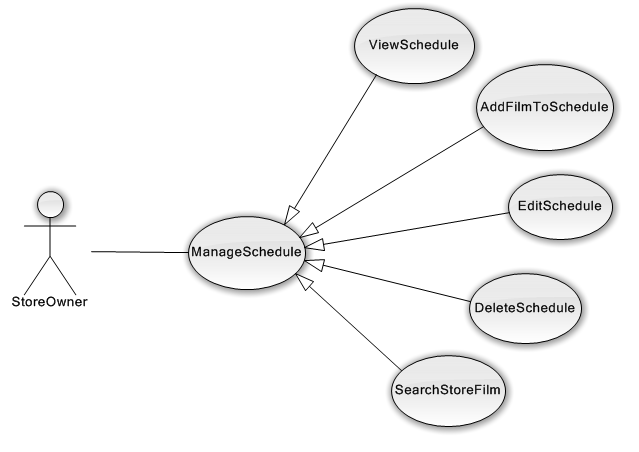 ViewSchedule
AddFilmToSchedule
EditSchedule
ManageSchedule
StoreOwner
DeleteSchedule
SearchStoreFilm